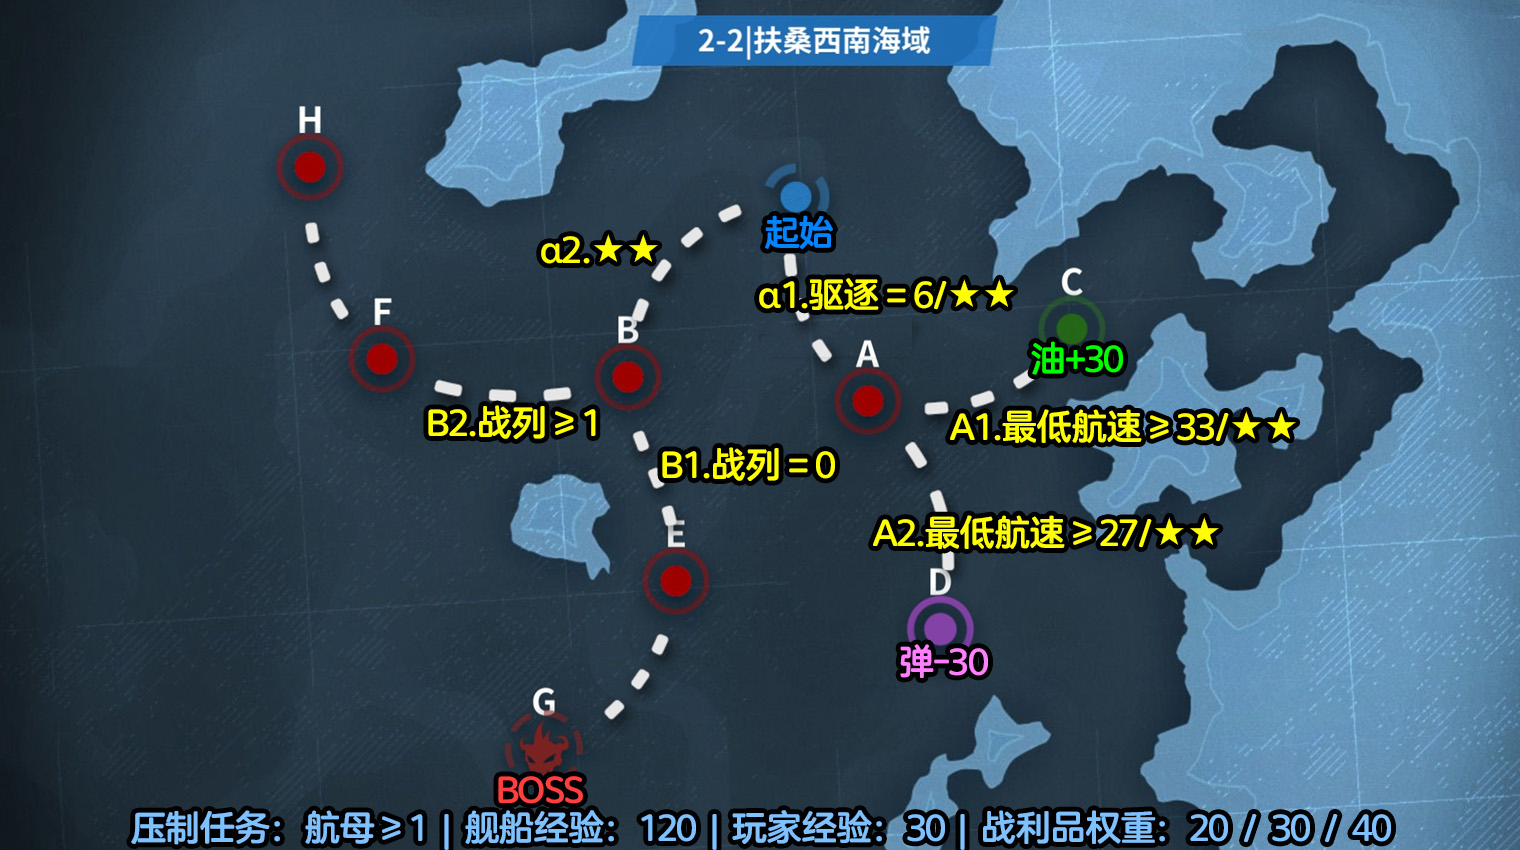 2-2|扶桑西南海域
H
起始
α2.★★
α1.驱逐=6/★★
C
F
B
油+30
A
B2.战列≥1
A1.最低航速≥33/★★
B1.战列=0
E
A2.最低航速≥27/★★
D
弹-30
G
BOSS
压制任务：航母≥1 | 舰船经验：120 | 玩家经验：30 | 战利品权重：20 / 30 / 40